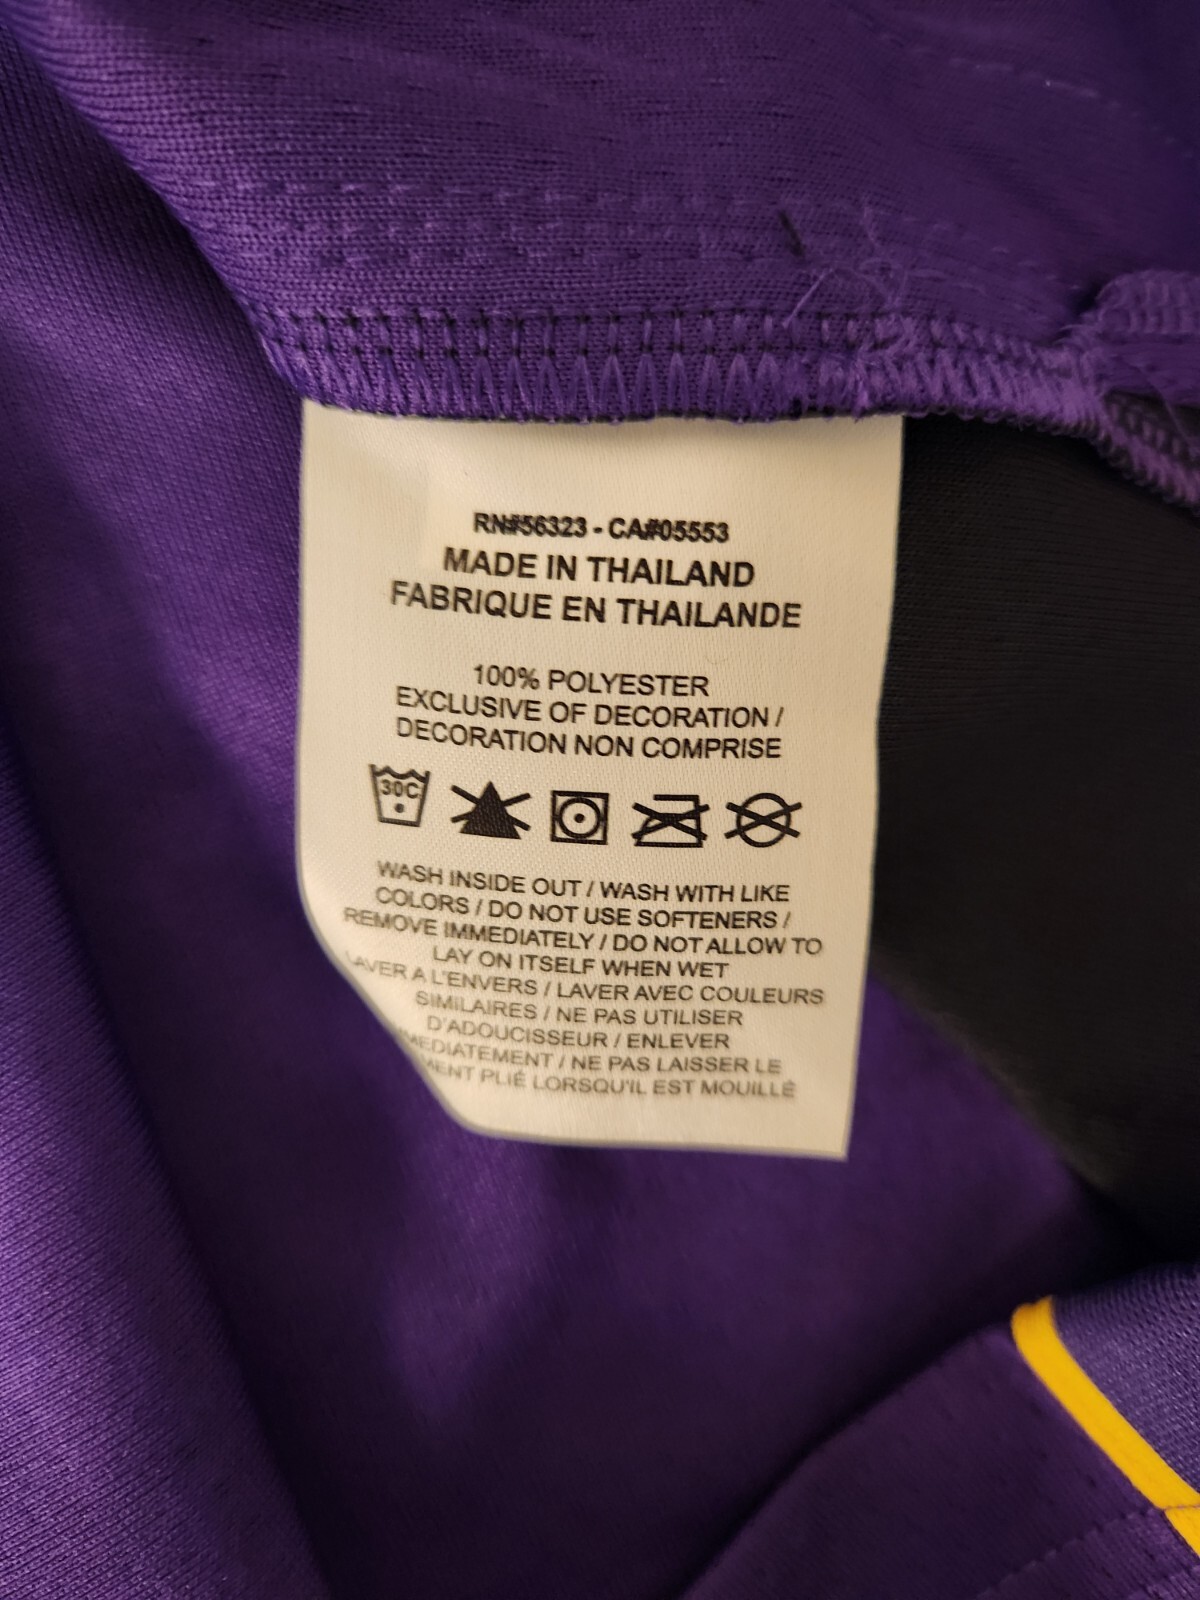 RN#56323 - CA#05553
MADE IN THAILAND
FABRIQUE EN THAILANDE
100% POLYESTER
EXCLUSIVE OF DECORATION /
DECORATION NON COMPRISE
30C
WASH INSIDE OUT / WASH WITH LIKE
COLORS / DO NOT USE SOFTENERS /
REMOVE IMMEDIATELY / DO NOT ALLOW TO
LAY ON ITSELF WHEN WET
LAVER A L'ENVERS / LAVER AVEC COULEURS
SIMILAIRES / NE PAS UTILISER
D'ADOUCISSEUR / ENLEVER
/ NE PAS LAISSER LE
PLIÉ LORSQU'IL EST MOUILLÉ